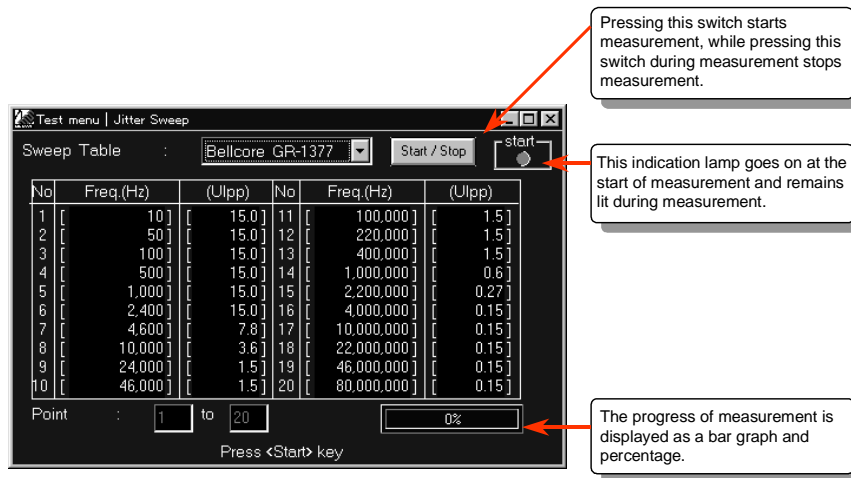 Pressing this switch starts
measurement, while pressing this
switch during measurement stops
measurement.
Test menu | Jitter Sweep
Sweep Table : Bellcore GR-1377 Start / Stop start
This indication lamp goes on at the
start of measurement and remains
lit during measurement.
No Freq.(Hz) (UIpp) No Freq.(Hz) (UIpp)
1 [ 10] [ 15.0] 11 [ 100,000] [ 1.5]
2 [ 50] [ 15.0] 12 [ 220,000] [ 1.5]
3 [ 100] [ 15.0] 13 [ 400,000] [ 1.5]
4 [ 500] [ 15.0] 14 [ 1,000,000] [ 0.6]
5 [ 1,000] [ 15.0] 15 [ 2,200,000] [ 0.27]
6 [ 2,400] [ 15.0] 16 [ 4,000,000] [ 0.15]
7 [ 4,600] [ 7.8] 17 [ 10,000,000] [ 0.15]
8 [ 10,000] [ 3.6] 18 [ 22,000,000] [ 0.15]
9 [ 24,000] [ 1.5] 19 [ 46,000,000] [ 0.15]
10 [ 46,000] [ 1.5] 20 [ 80,000,000] [ 0.15]
Point : 1 to 20 0%
Press <Start> key
The progress of measurement is
displayed as a bar graph and
percentage.